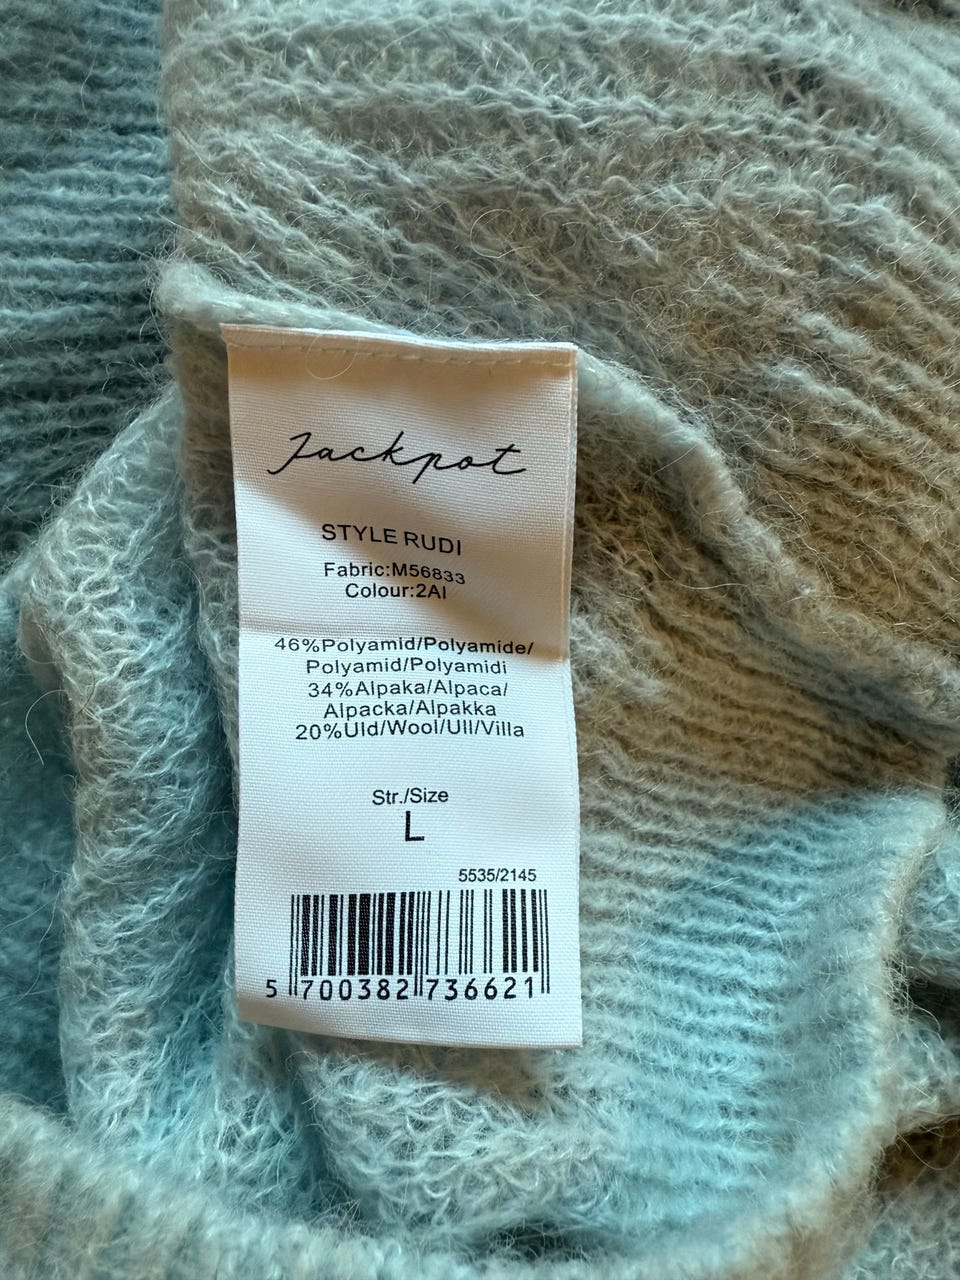 Jackpot
STYLE RUDI
Fabric:M56833
Colour:2AI
46%Polyamid/Polyamide/
Polyamid/Polyamidi
34%Alpaka/Alpaca/
Alpacka/Alpakka
20%Uld/Wool/Ull/Villa
Str./Size
L
5535/2145
5 700382 736621